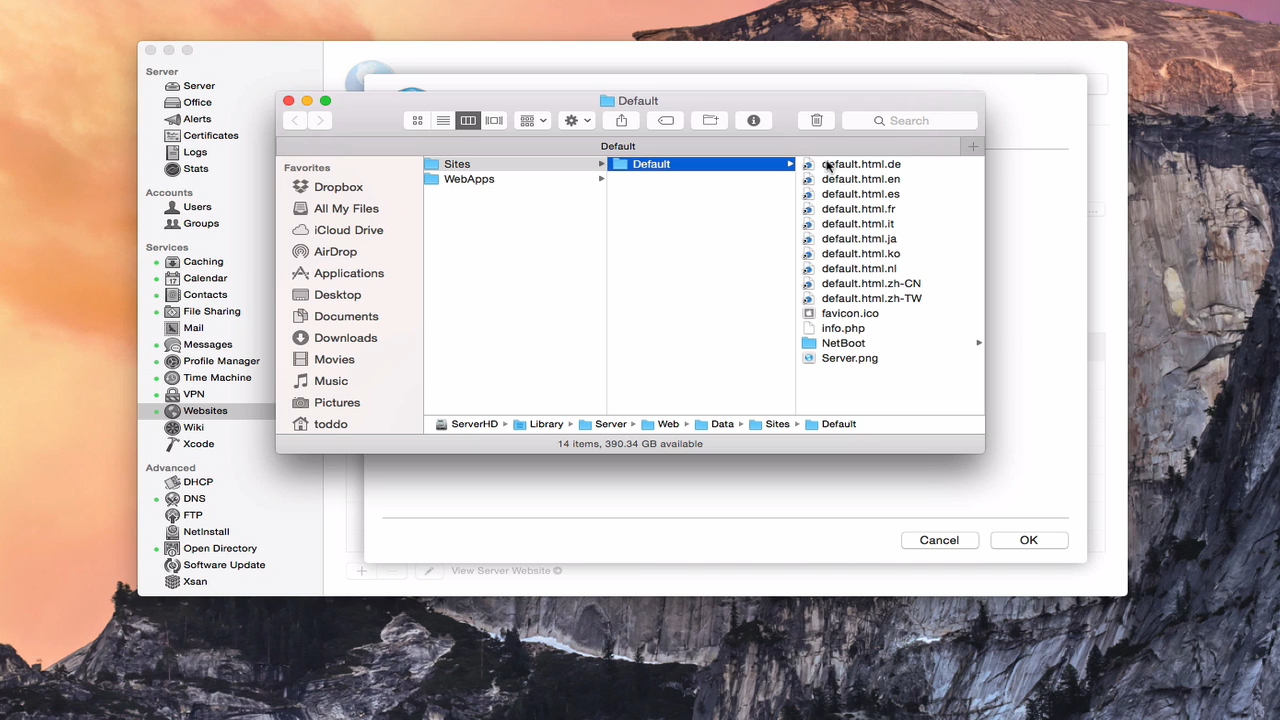 Server
Server
Office
Alerts
Certificates
Logs
Stats
Accounts
Users
Groups
Services
Caching
Calendar
17
Contacts
File Sharing
Mail
Messages
Profile Manager
Time Machine
VPN
Websites
Wiki
Xcode
Advanced
DHCP
DNS
FTP
NetInstall
Open Directory
Software Update
Xsan
Default
Search
Default
Favorites
Dropbox
All My Files
iCloud Drive
AirDrop
Applications
Desktop
Documents
Downloads
Movies
Music
Pictures
toddo
Sites
WebApps
Default
default.html.de
default.html.en
default.html.es
default.html.fr
default.html.it
default.html.ja
default.html.ko
default.html.nl
default.html.zh-CN
default.html.zh-TW
favicon.ico
info.php
NetBoot
Server.png
ServerHD Library Server Web Data Sites Default
14 items, 390.34 GB available
Cancel OK
View Server Website